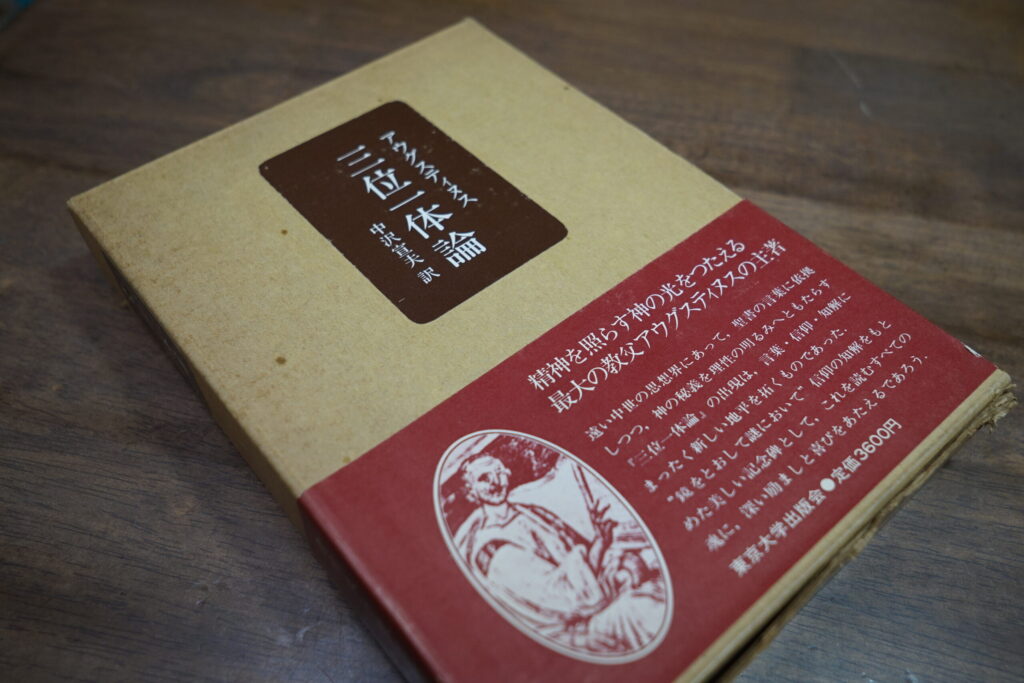 アウグスティヌス
三位一体論
中沢宣夫 訳
精神を照らす神の光をつたえる
最大の教父アウグスティヌスの主著
遠い中世の思想界にあって，聖書の言葉に依拠
しつつ，神の秘義を理性の明るみへともたらす
『三位一体論』の出現は，言葉・信仰・知解に
まったく新しい地平を拓くものであった．
“鏡をとおして謎において”信仰の知解をもと
めた美しい記念碑として，これを読むすべての
魂に，深い励ましと喜びをあたえるであろう．
東京大学出版会●定価3600円